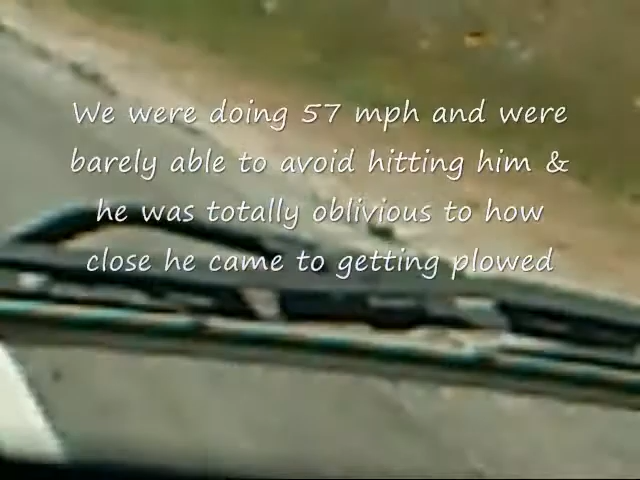 We were doing 57 mph and were
barely able to avoid hitting him &
he was totally oblivious to how
close he came to getting plowed